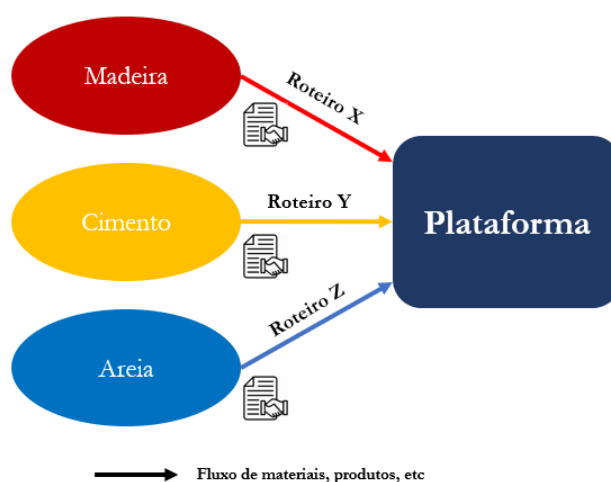 Madeira
Roteiro X
Cimento
Roteiro Y
Plataforma
Areia
Roteiro Z
Fluxo de materiais, produtos, etc